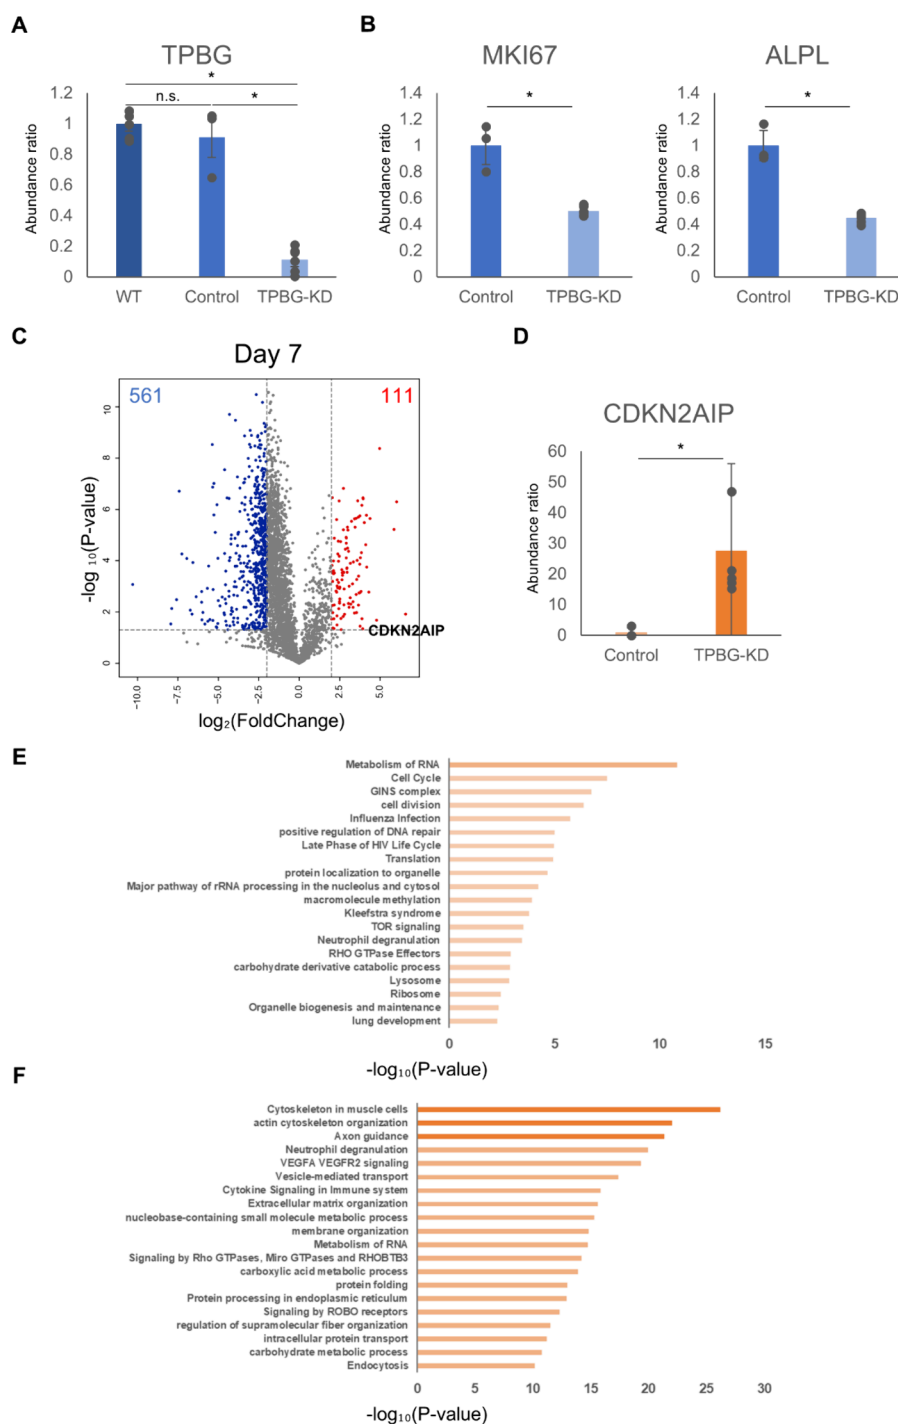 A
TPBG
*
n.s.
*
1.2
1
0.8
0.6
0.4
0.2
0
Abundance ratio
WT
Control
TPBG-KD
B
MKI67
*
1.4
1.2
1
0.8
0.6
0.4
0.2
0
Abundance ratio
Control
TPBG-KD
ALPL
*
1.4
1.2
1
0.8
0.6
0.4
0.2
0
Abundance ratio
Control
TPBG-KD
C
Day 7
561
111
10
8
6
4
2
0
-log 10(P-value)
CDKN2AIP
−10.0
−7.5
−5.0
−2.5
0.0
2.5
5.0
log2(FoldChange)
D
CDKN2AIP
*
60
50
40
30
20
10
0
Abundance ratio
Control
TPBG-KD
E
Metabolism of RNA
Cell Cycle
GINS complex
cell division
Influenza Infection
positive regulation of DNA repair
Late Phase of HIV Life Cycle
Translation
protein localization to organelle
Major pathway of rRNA processing in the nucleolus and cytosol
macromolecule methylation
Kleefstra syndrome
TOR signaling
Neutrophil degranulation
RHO GTPase Effectors
carbohydrate derivative catabolic process
Lysosome
Ribosome
Organelle biogenesis and maintenance
lung development
0 5 10 15
-log10(P-value)
F
Cytoskeleton in muscle cells
actin cytoskeleton organization
Axon guidance
Neutrophil degranulation
VEGFA VEGFR2 signaling
Vesicle-mediated transport
Cytokine Signaling in Immune system
Extracellular matrix organization
nucleobase-containing small molecule metabolic process
membrane organization
Metabolism of RNA
Signaling by Rho GTPases, Miro GTPases and RHOBTB3
carboxylic acid metabolic process
protein folding
Protein processing in endoplasmic reticulum
Signaling by ROBO receptors
regulation of supramolecular fiber organization
intracellular protein transport
carbohydrate metabolic process
Endocytosis
0 5 10 15 20 25 30
-log10(P-value)